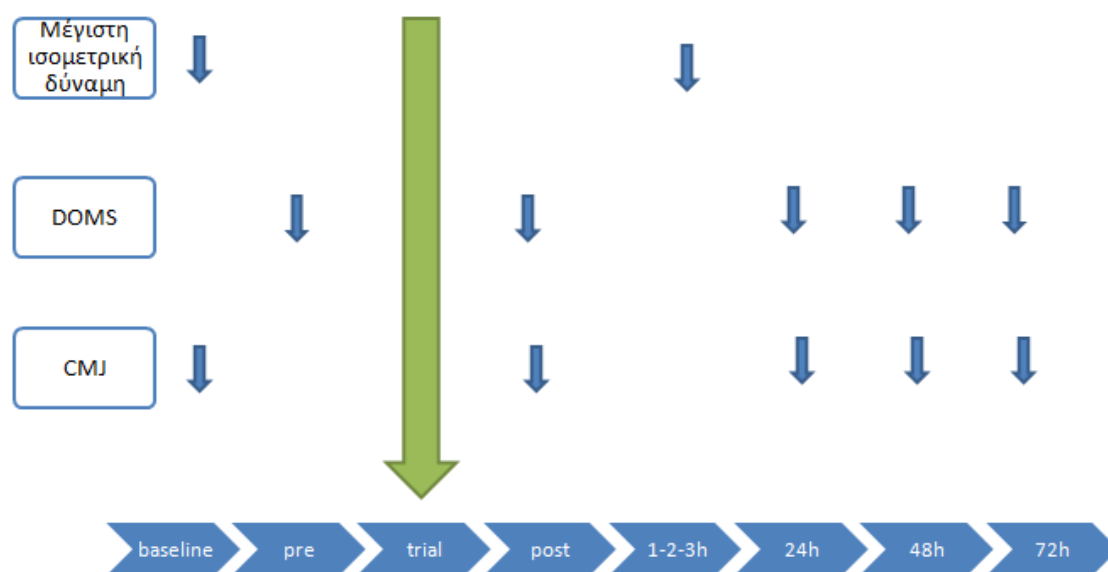 Μέγιστη
ισομετρική
δύναμη
DOMS
CMJ
baseline
pre
trial
post
1-2-3h
24h
48h
72h